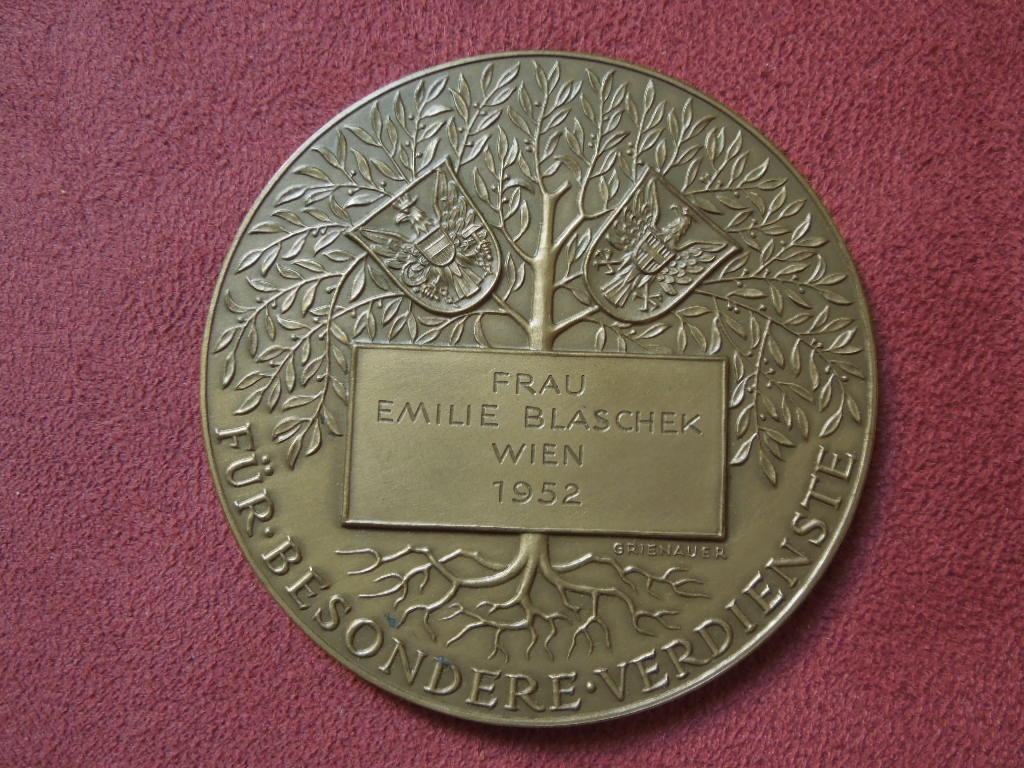 FRAU
EMILIE BLASCHEK
WIEN
1952
GRIENAUER
FÜR·BESONDERE·VERDIENSTE